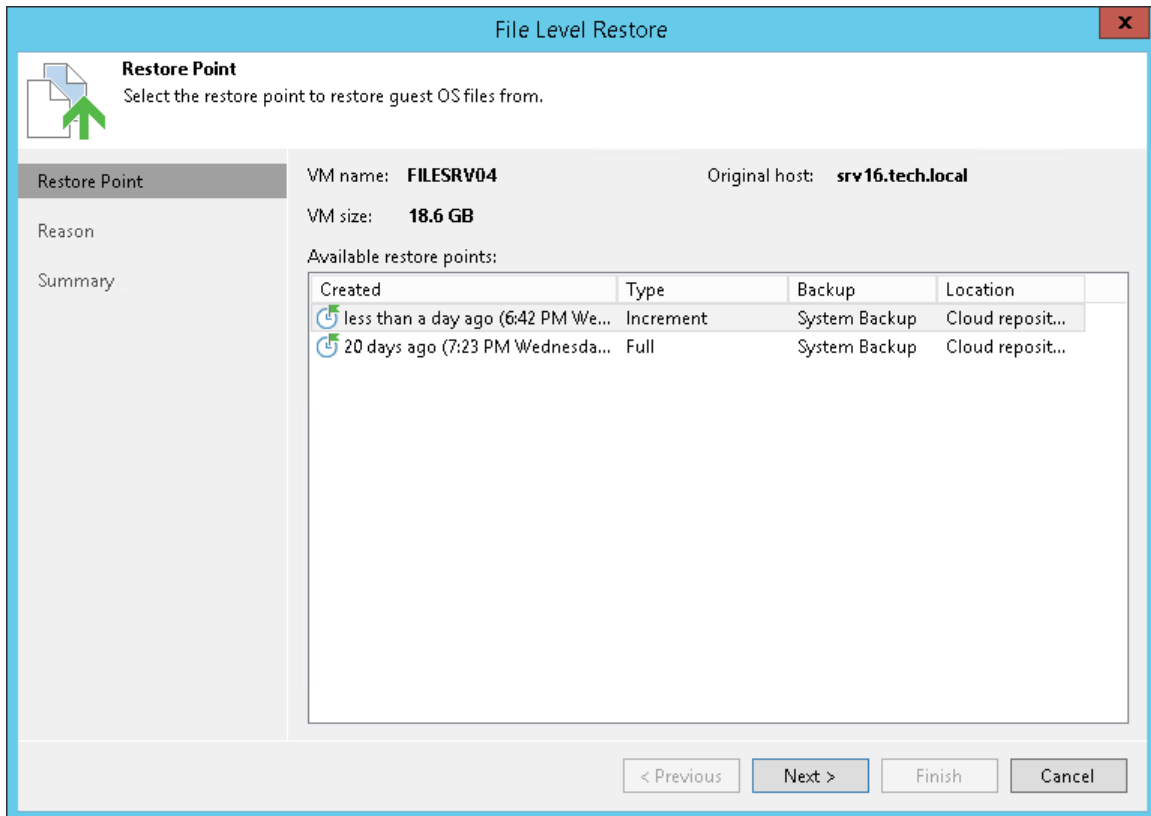 File Level Restore
x
Restore Point
Select the restore point to restore guest OS files from.
Restore Point
Reason
Summary
VM name: FILESRV04 Original host: srv16.tech.local
VM size: 18.6 GB
Available restore points:
Created Type Backup Location
less than a day ago (6:42 PM We... Increment System Backup Cloud reposit...
20 days ago (7:23 PM Wednesda... Full System Backup Cloud reposit...
< Previous Next > Finish Cancel